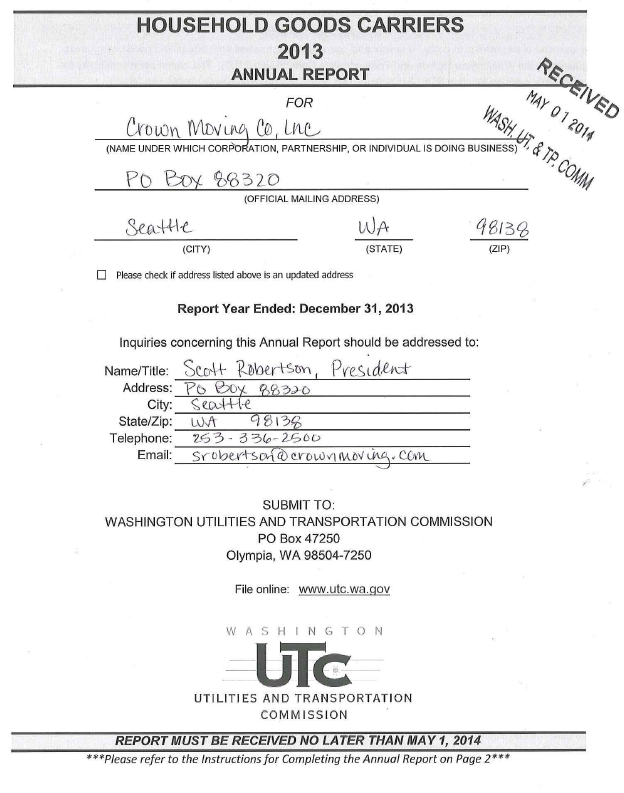 HOUSEHOLD GOODS CARRIERS
2013
ANNUAL REPORT
RECEIVED
MAY 01 2014
WASH. UT. & TP. COMM
FOR
Crown Moving Co, Inc
(NAME UNDER WHICH CORPORATION, PARTNERSHIP, OR INDIVIDUAL IS DOING BUSINESS)
PO Box 88320
(OFFICIAL MAILING ADDRESS)
Seattle WA 98138
(CITY) (STATE) (ZIP)
☐ Please check if address listed above is an updated address
Report Year Ended: December 31, 2013
Inquiries concerning this Annual Report should be addressed to:
Name/Title: Scott Robertson, President
Address: PO Box 88320
City: Seattle
State/Zip: WA 98138
Telephone: 253-336-2500
Email: srobertson@crownmoving.com
SUBMIT TO:
WASHINGTON UTILITIES AND TRANSPORTATION COMMISSION
PO Box 47250
Olympia, WA 98504-7250
File online: www.utc.wa.gov
WASHINGTON
UTC
UTILITIES AND TRANSPORTATION
COMMISSION
REPORT MUST BE RECEIVED NO LATER THAN MAY 1, 2014
***Please refer to the Instructions for Completing the Annual Report on Page 2***